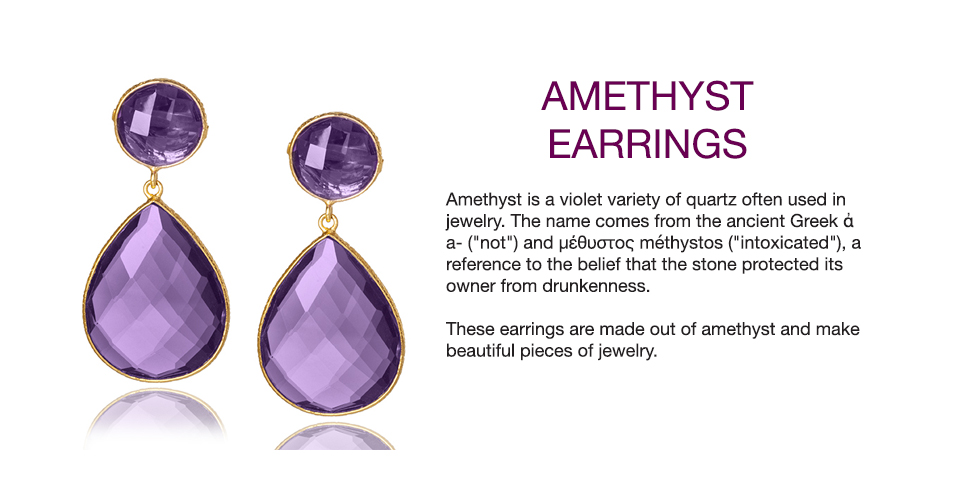 AMETHYST
EARRINGS
Amethyst is a violet variety of quartz often used in
jewelry. The name comes from the ancient Greek ἀ
a- ("not") and μέθυστος méthystos ("intoxicated"), a
reference to the belief that the stone protected its
owner from drunkenness.
These earrings are made out of amethyst and make
beautiful pieces of jewelry.